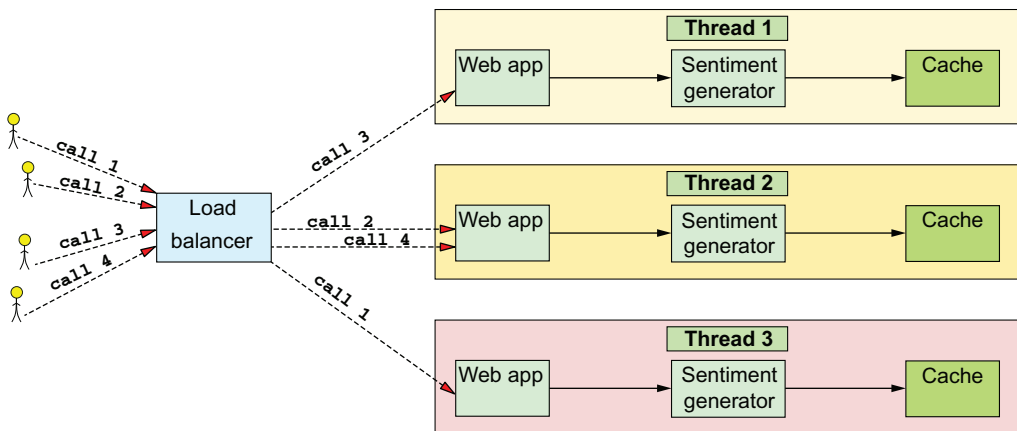 call 1
call 2
call 3
call 4
Load
balancer
call 3
call 2
call 4
call 1
Thread 1
Web app
Sentiment
generator
Cache
Thread 2
Web app
Sentiment
generator
Cache
Thread 3
Web app
Sentiment
generator
Cache